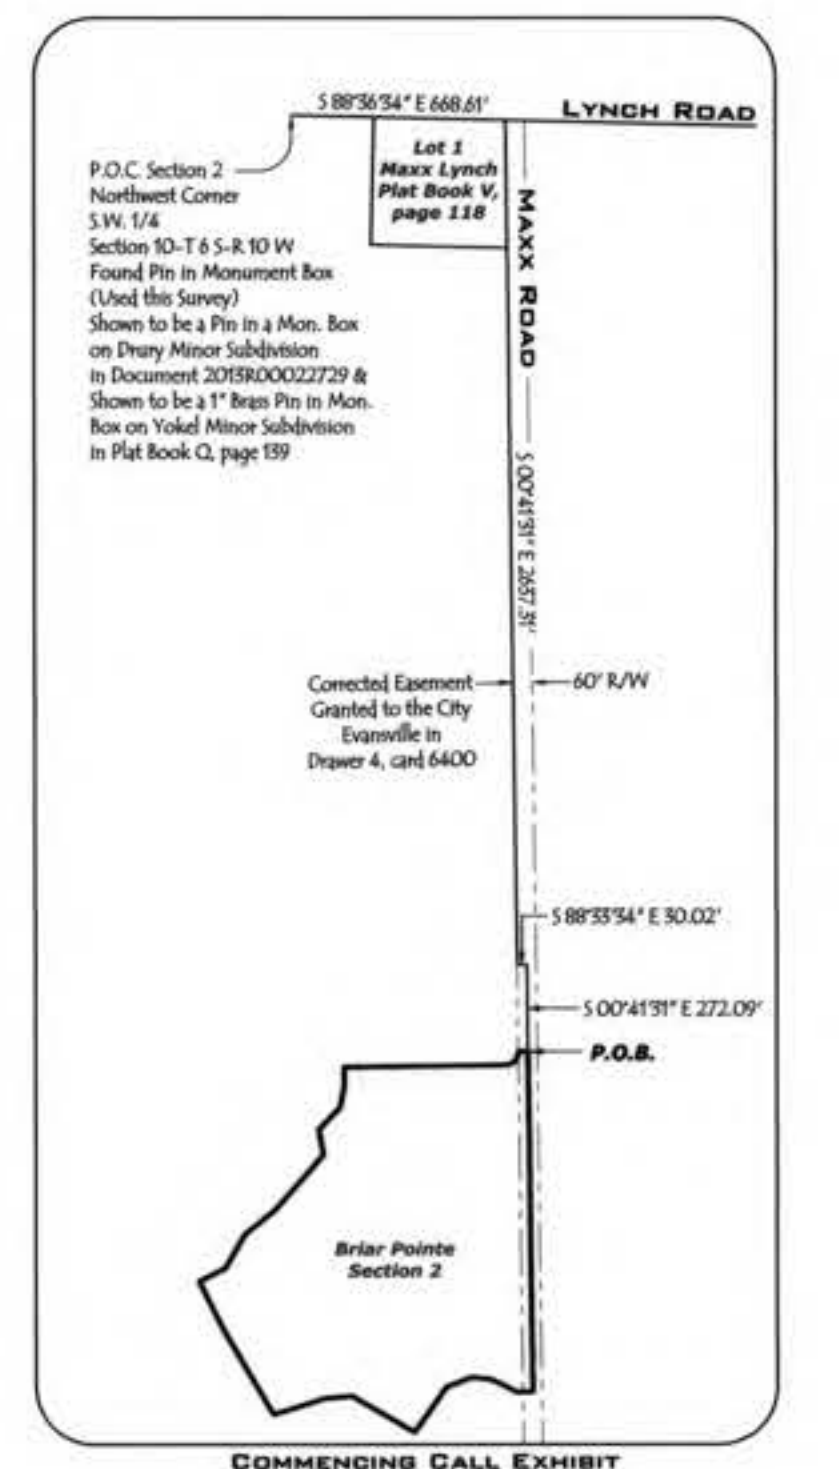 S 88°36'34" E 668.61'
LYNCH ROAD
Lot 1
Maxx Lynch
Plat Book V,
page 118
P.O.C. Section 2
Northwest Corner
S.W. 1/4
Section 10-T 6 S-R 10 W
Found Pin in Monument Box
(Used this Survey)
Shown to be a Pin in a Mon. Box
on Drury Minor Subdivision
in Document 2013R00022729 &
Shown to be a 1" Brass Pin in Mon.
Box on Yokel Minor Subdivision
in Plat Book Q, page 139
MAXX ROAD
S 00°41'31" E 2657.31'
Corrected Easement
Granted to the City
Evansville in
Drawer 4, card 6400
60' R/W
S 88°33'34" E 30.02'
S 00°41'31" E 272.09'
P.O.B.
Briar Pointe
Section 2
COMMENCING CALL EXHIBIT